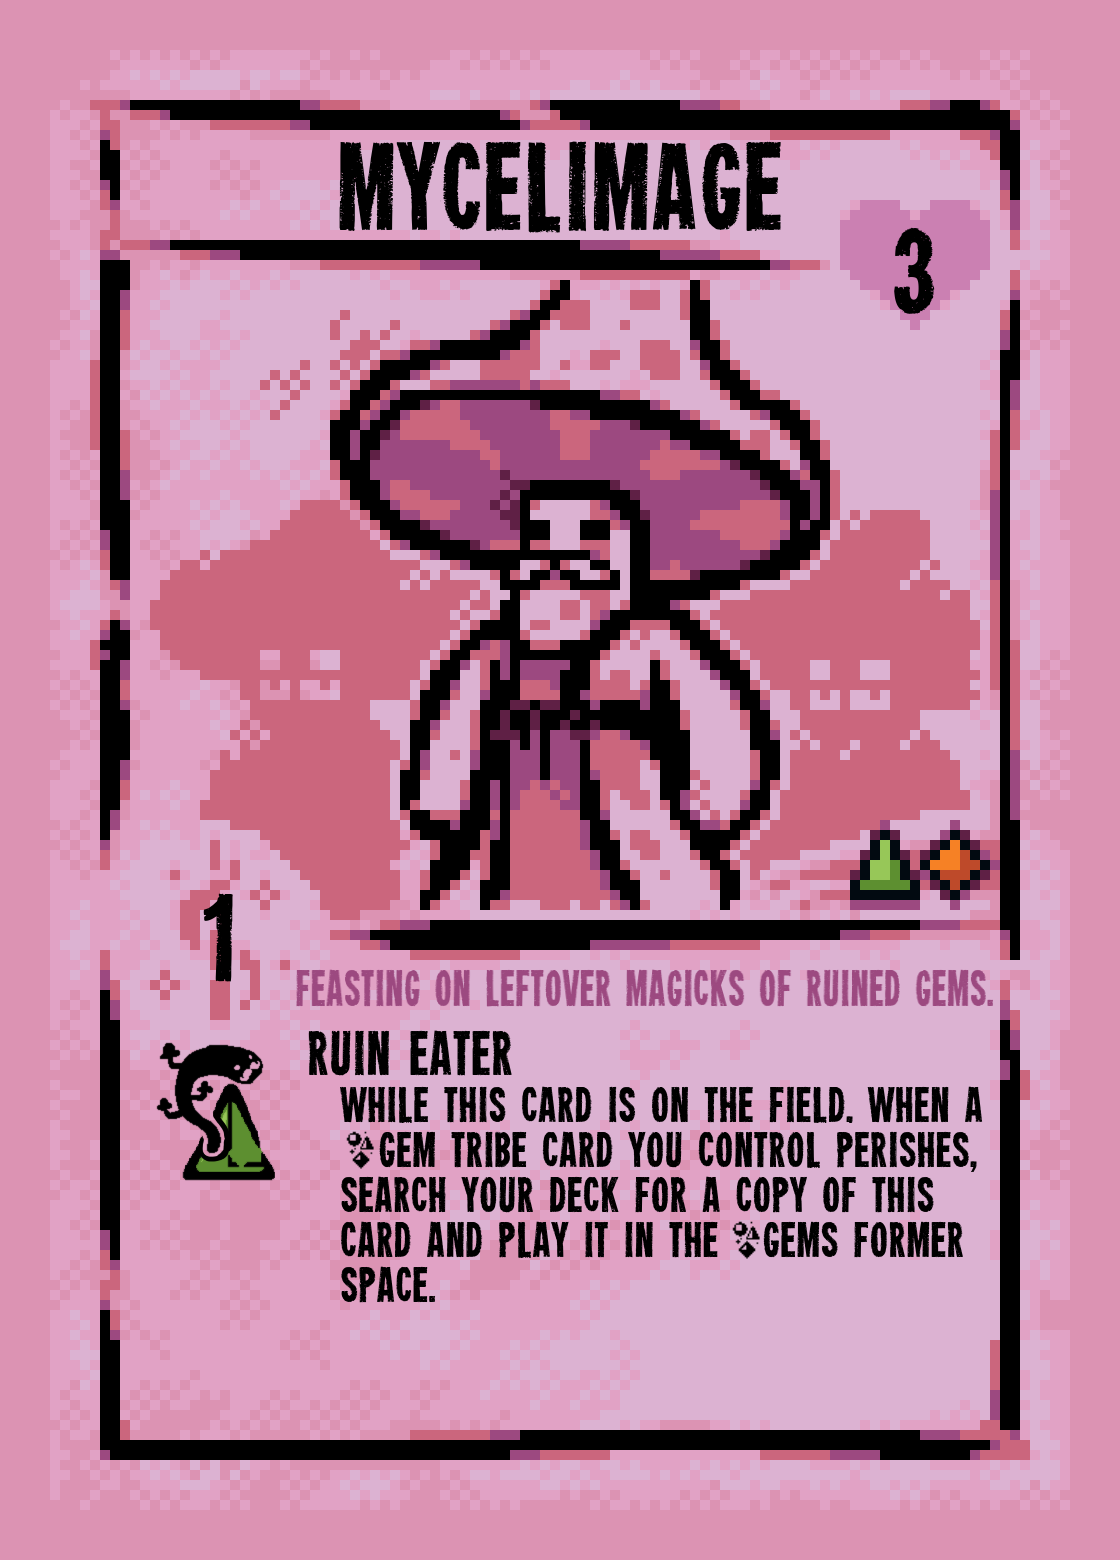 MYCELIMAGE
3
1
FEASTING ON LEFTOVER MAGICKS OF RUINED GEMS.
RUIN EATER
WHILE THIS CARD IS ON THE FIELD. WHEN A
GEM TRIBE CARD YOU CONTROL PERISHES,
SEARCH YOUR DECK FOR A COPY OF THIS
CARD AND PLAY IT IN THE GEMS FORMER
SPACE.